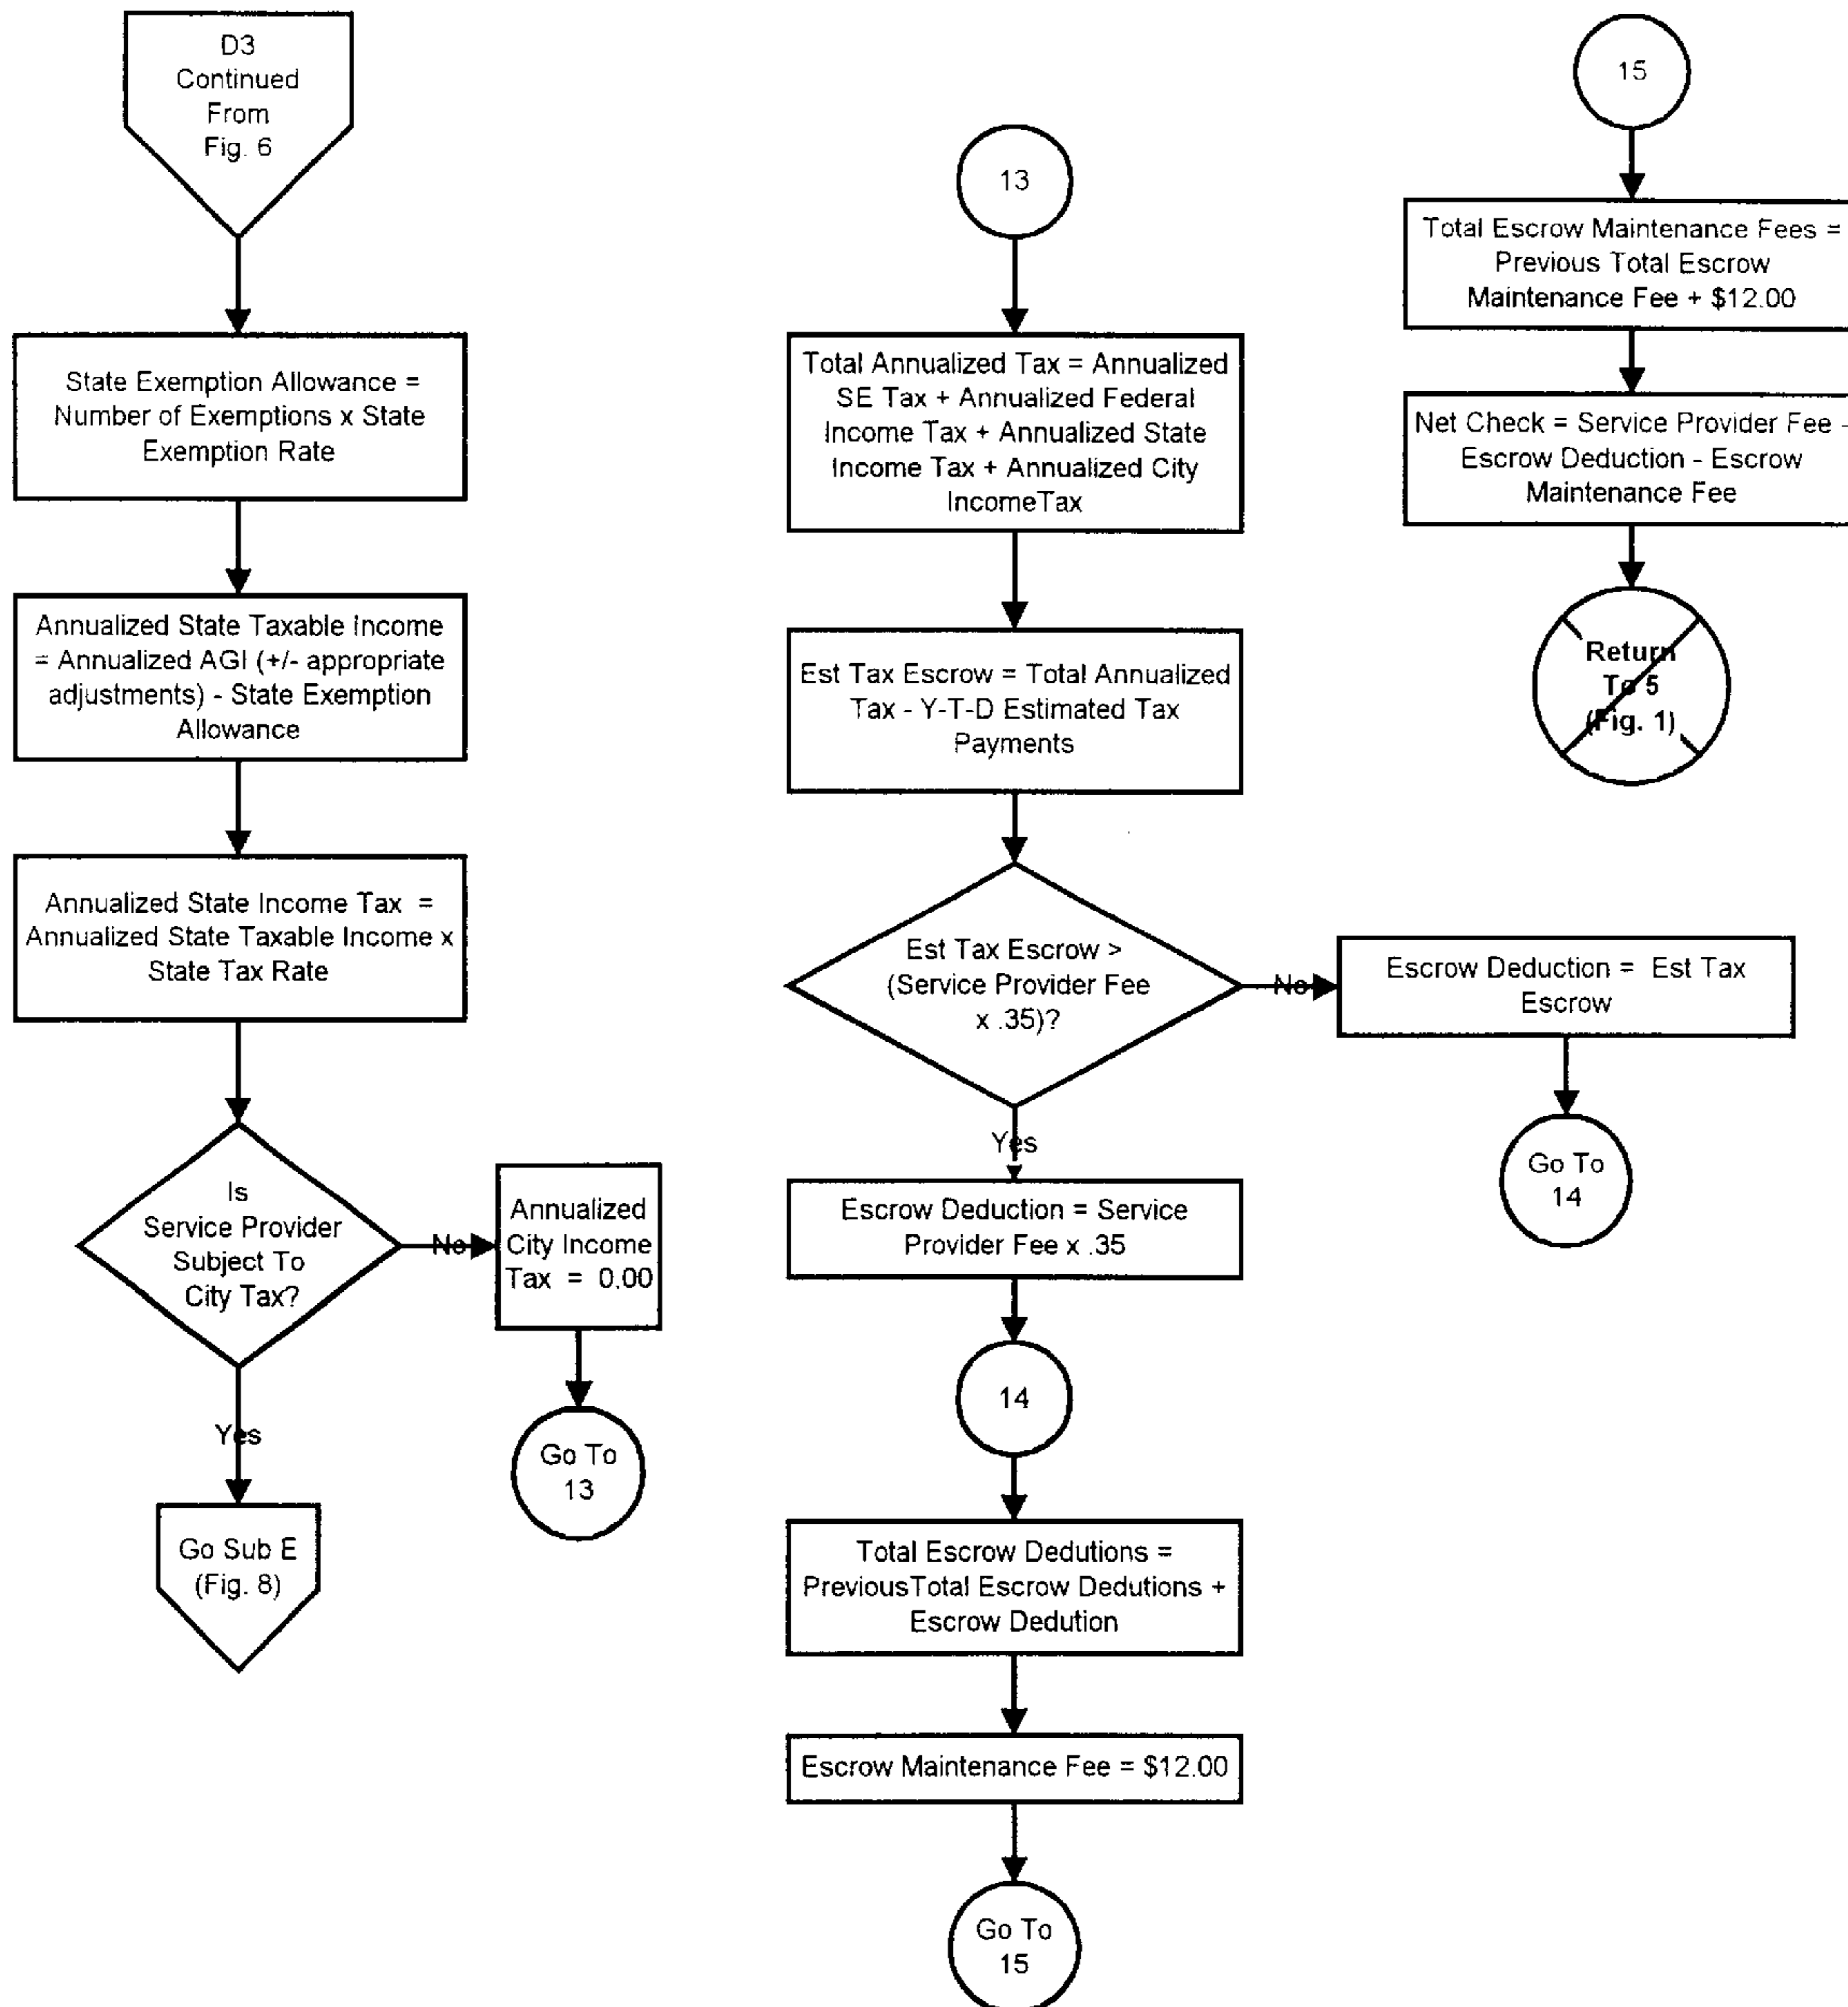 D3
Continued
From
Fig. 6
State Exemption Allowance =
Number of Exemptions x State
Exemption Rate
Annualized State Taxable Income
= Annualized AGI (+/- appropriate
adjustments) - State Exemption
Allowance
Annualized State Income Tax =
Annualized State Taxable Income x
State Tax Rate
Is
Service Provider
Subject To
City Tax?
No
Annualized
City Income
Tax = 0.00
Go To
13
Yes
Go Sub E
(Fig. 8)
13
Total Annualized Tax = Annualized
SE Tax + Annualized Federal
Income Tax + Annualized State
Income Tax + Annualized City
IncomeTax
Est Tax Escrow = Total Annualized
Tax - Y-T-D Estimated Tax
Payments
Est Tax Escrow >
(Service Provider Fee
x .35)?
No
Escrow Deduction = Est Tax
Escrow
Go To
14
Yes
Escrow Deduction = Service
Provider Fee x .35
14
Total Escrow Dedutions =
PreviousTotal Escrow Dedutions +
Escrow Dedution
Escrow Maintenance Fee = $12.00
Go To
15
15
Total Escrow Maintenance Fees =
Previous Total Escrow
Maintenance Fee + $12.00
Net Check = Service Provider Fee -
Escrow Deduction - Escrow
Maintenance Fee
Return
To 5
(Fig. 1)